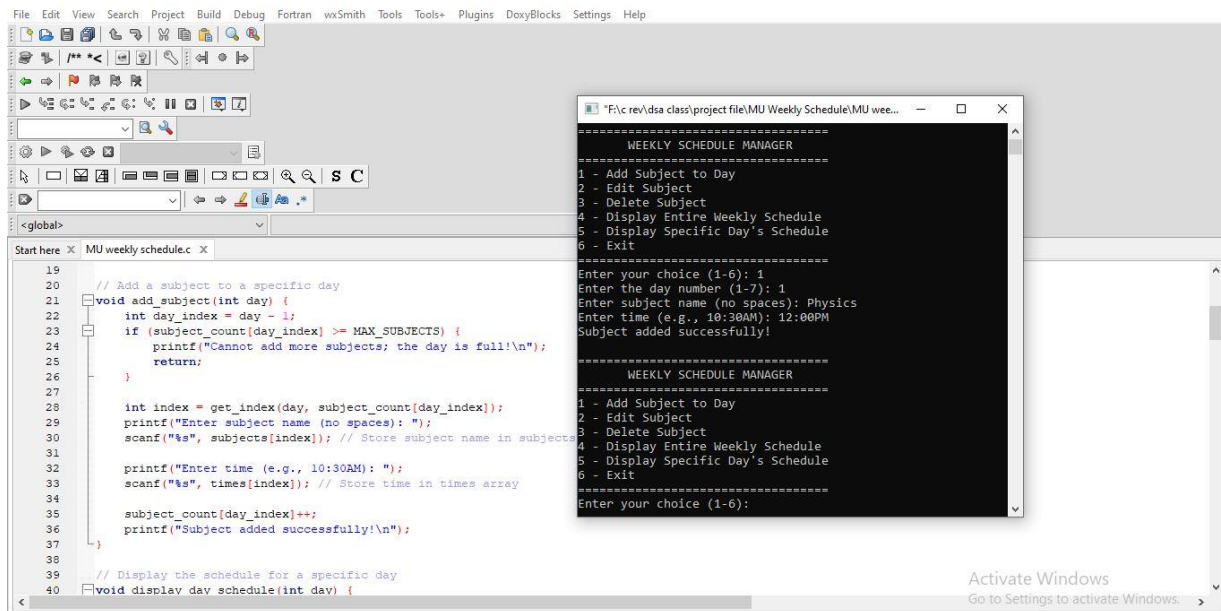 File Edit View Search Project Build Debug Fortran wxSmith Tools Tools+ Plugins DoxyBlocks Settings Help
/** *<
S C
Aa .*
<global>
Start here X MU weekly schedule.c X
19
20 // Add a subject to a specific day
21 void add_subject(int day) {
22 int day_index = day - 1;
23 if (subject_count[day_index] >= MAX_SUBJECTS) {
24 printf("Cannot add more subjects; the day is full!\n");
25 return;
26 }
27
28 int index = get_index(day, subject_count[day_index]);
29 printf("Enter subject name (no spaces): ");
30 scanf("%s", subjects[index]); // Store subject name in subjects
31
32 printf("Enter time (e.g., 10:30AM): ");
33 scanf("%s", times[index]); // Store time in times array
34
35 subject_count[day_index]++;
36 printf("Subject added successfully!\n");
37 }
38
39 // Display the schedule for a specific day
40 void display_day_schedule(int day) {
"F:\c rev\dsa class\project file\MU Weekly Schedule\MU wee...
===================================
WEEKLY SCHEDULE MANAGER
===================================
1 - Add Subject to Day
2 - Edit Subject
3 - Delete Subject
4 - Display Entire Weekly Schedule
5 - Display Specific Day's Schedule
6 - Exit
===================================
Enter your choice (1-6): 1
Enter the day number (1-7): 1
Enter subject name (no spaces): Physics
Enter time (e.g., 10:30AM): 12:00PM
Subject added successfully!
===================================
WEEKLY SCHEDULE MANAGER
===================================
1 - Add Subject to Day
2 - Edit Subject
3 - Delete Subject
4 - Display Entire Weekly Schedule
5 - Display Specific Day's Schedule
6 - Exit
===================================
Enter your choice (1-6):
Activate Windows
Go to Settings to activate Windows.